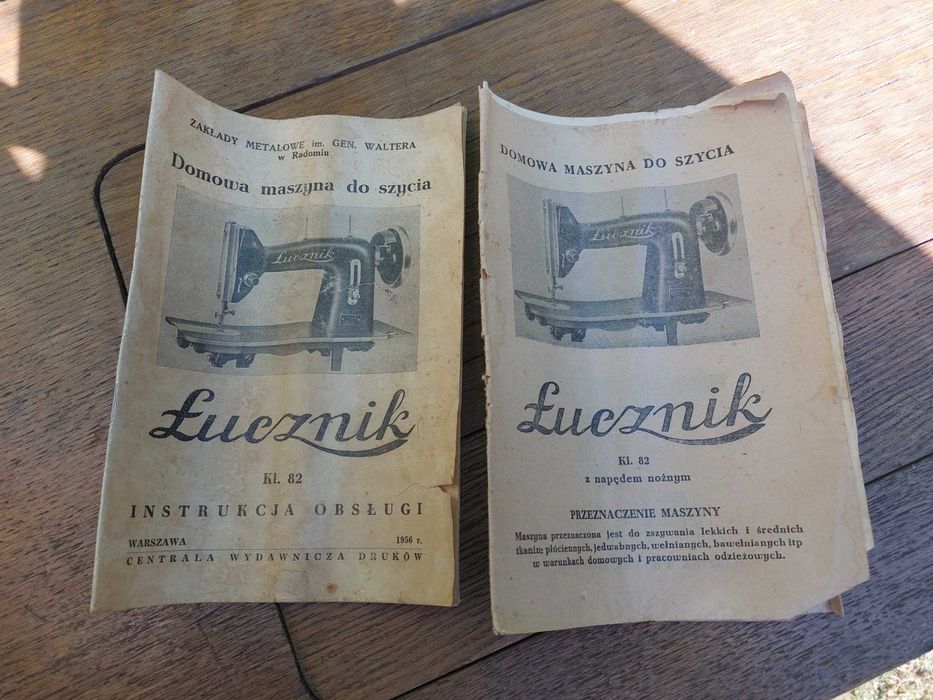 ZAKŁADY METALOWE im. GEN. WALTERA
w Radomiu
Domowa maszyna do szycia
Łucznik
Łucznik
Kl. 82
INSTRUKCJA OBSŁUGI
WARSZAWA 1956 r.
CENTRALA WYDAWNICZA DRUKÓW
DOMOWA MASZYNA DO SZYCIA
Łucznik
Łucznik
Kl. 82
z napędem nożnym
PRZEZNACZENIE MASZYNY
Maszyna przeznaczona jest do zszywania lekkich i średnich
tkanin; płóciennych, jedwabnych, wełnianych, bawełnianych itp
w warunkach domowych i pracowniach odzieżowych.